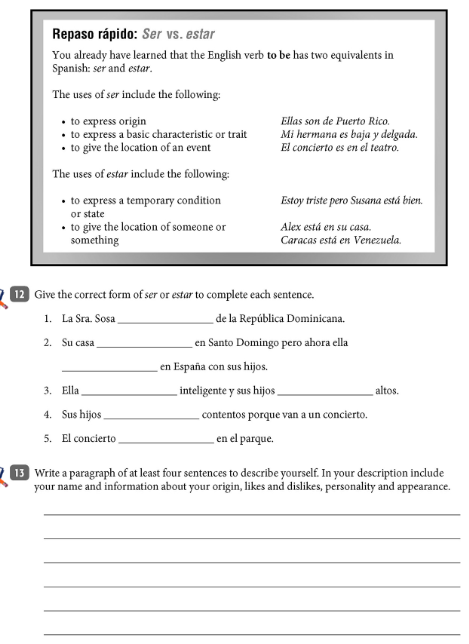 Repaso rápido: Ser vs. estar
You already have learned that the English verb to be has two equivalents in
Spanish: ser and estar.
The uses of ser include the following:
• to express origin Ellas son de Puerto Rico.
• to express a basic characteristic or trait Mi hermana es baja y delgada.
• to give the location of an event El concierto es en el teatro.
The uses of estar include the following:
• to express a temporary condition Estoy triste pero Susana está bien.
or state
• to give the location of someone or Alex está en su casa.
something Caracas está en Venezuela.
12 Give the correct form of ser or estar to complete each sentence.
1. La Sra. Sosa ____________ de la República Dominicana.
2. Su casa ____________ en Santo Domingo pero ahora ella
____________ en España con sus hijos.
3. Ella ____________ inteligente y sus hijos ____________ altos.
4. Sus hijos ____________ contentos porque van a un concierto.
5. El concierto ____________ en el parque.
13 Write a paragraph of at least four sentences to describe yourself. In your description include
your name and information about your origin, likes and dislikes, personality and appearance.